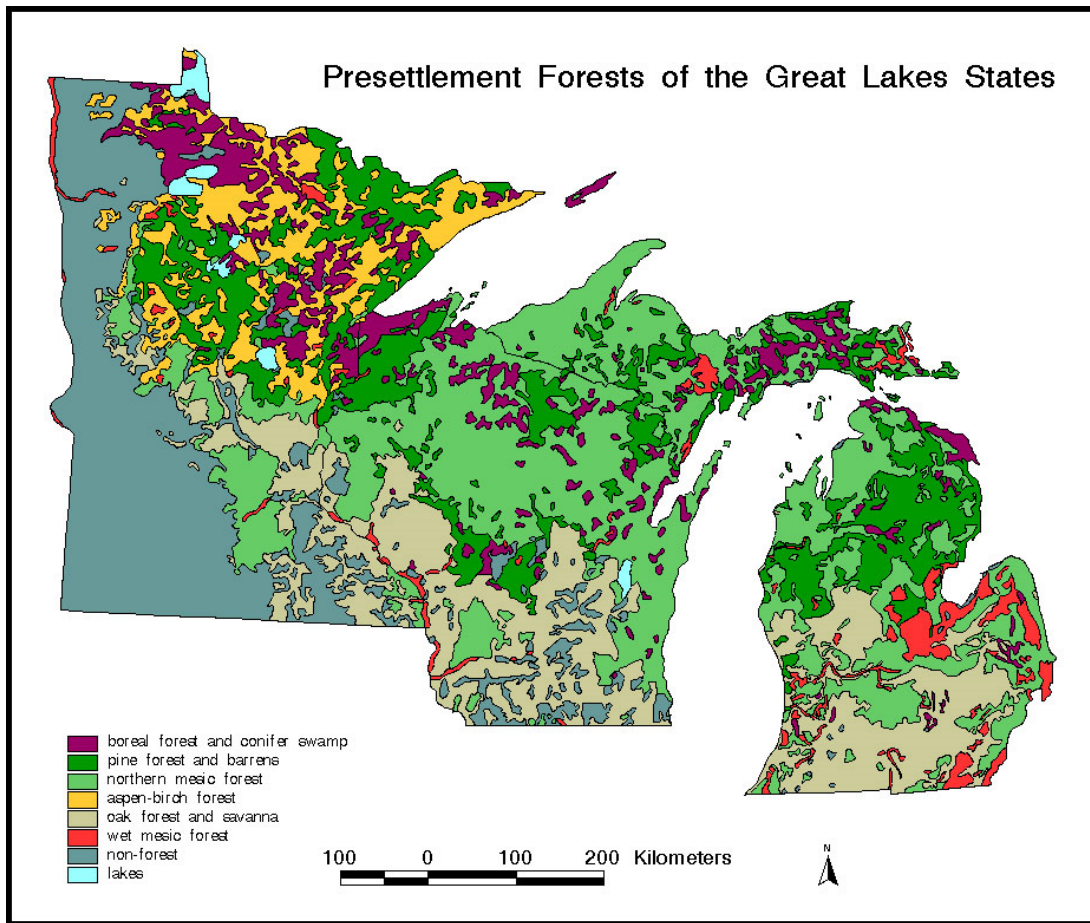 Presettlement Forests of the Great Lakes States
boreal forest and conifer swamp
pine forest and barrens
northern mesic forest
aspen-birch forest
oak forest and savanna
wet mesic forest
non-forest
lakes
100 0 100 200 Kilometers
N